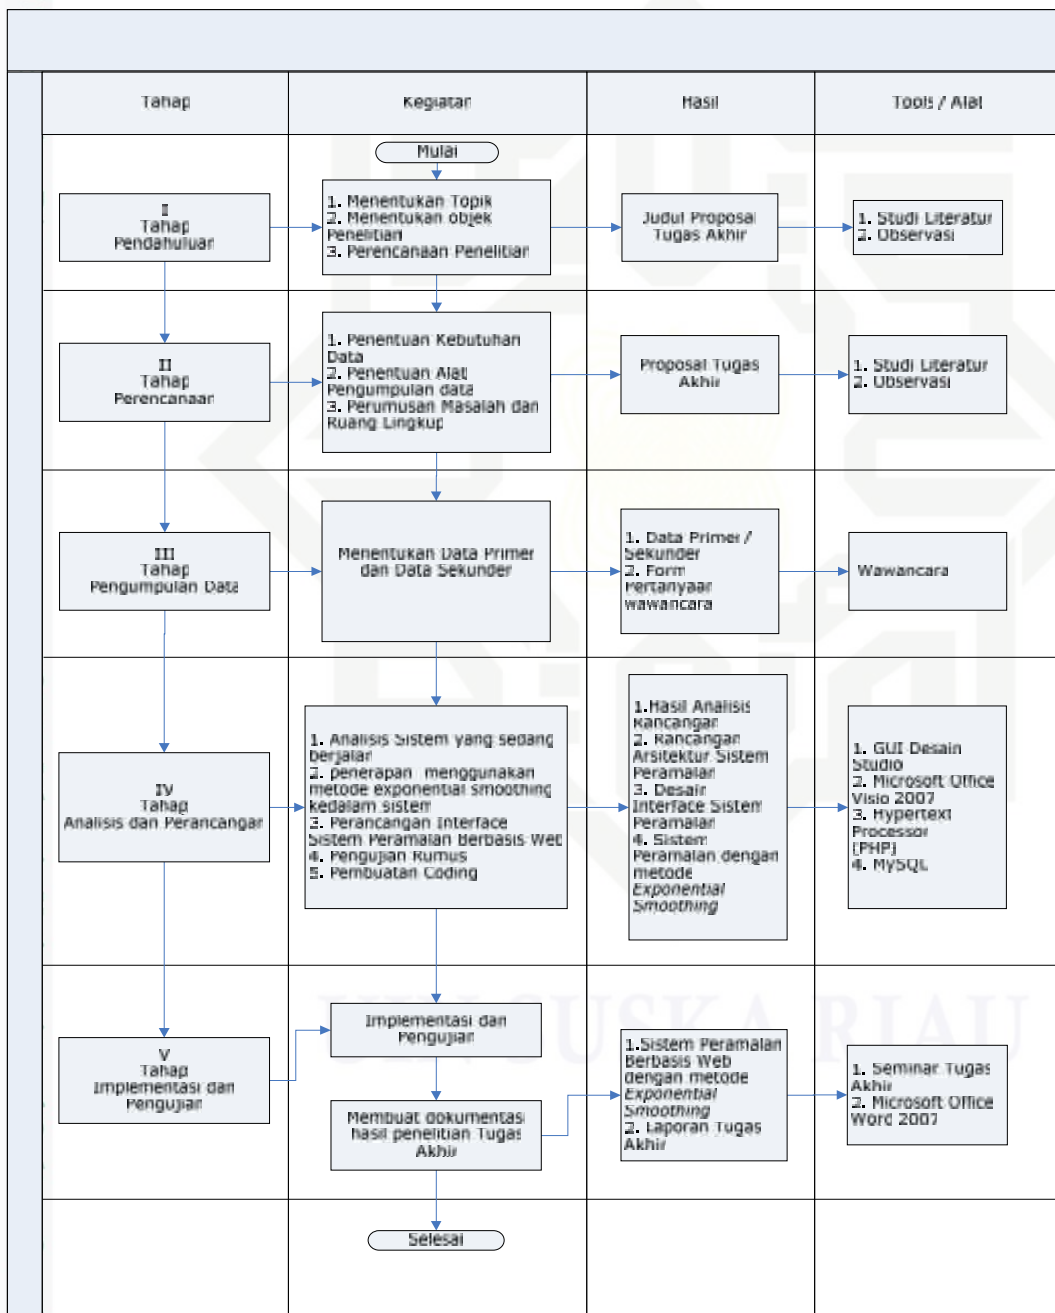 Tahap
Kegiatan
Hasil
Tools / Alat
Mulai
I
Tahap
Pendahuluan
1. Menentukan Topik
2. Menentukan objek
Penelitian
3. Perencanaan Penelitian
Judul Proposal
Tugas Akhir
1. Studi Literatur
2. Observasi
II
Tahap
Perencanaan
1. Penentuan Kebutuhan
Data
2. Penentuan Alat
Pengumpulan data
3. Perumusan Masalah dan
Ruang Lingkup
Proposal Tugas
Akhir
1. Studi Literatur
2. Observasi
III
Tahap
Pengumpulan Data
Menentukan Data Primer
dan Data Sekunder
1. Data Primer /
Sekunder
2. Form
Pertanyaan
wawancara
Wawancara
IV
Tahap
Analisis dan Perancangan
1. Analisis Sistem yang sedang
berjalan
2. penerapan menggunakan
metode exponential smoothing
kedalam sistem
3. Perancangan Interface
Sistem Peramalan Berbasis Web
4. Pengujian Rumus
5. Pembuatan Coding
1.Hasil Analisis
Rancangan
2. Rancangan
Arsitektur Sistem
Peramalan
3. Desain
Interface Sistem
Peramalan
4. Sistem
Peramalan dengan
metode
Exponential
Smoothing
1. GUI Desain
Studio
2. Microsoft Office
Visio 2007
3. Hypertext
Processor
(PHP)
4. MySQL
V
Tahap
Implementasi dan
Pengujian
Implementasi dan
Pengujian
Membuat dokumentasi
hasil penelitian Tugas
Akhir
1.Sistem Peramalan
Berbasis Web
dengan metode
Exponential
Smoothing
2. Laporan Tugas
Akhir
1. Seminar Tugas
Akhir
2. Microsoft Office
Word 2007
Selesai
UIN SUSKA RIAU